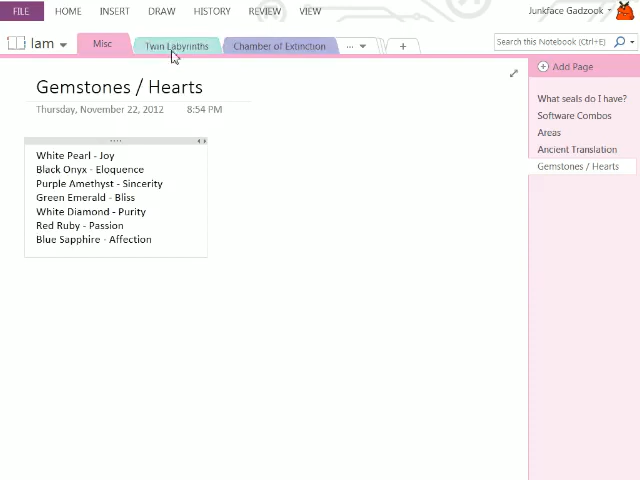 FILE HOME INSERT DRAW HISTORY REVIEW VIEW Junkface Gadzook
lam Misc Twin Labyrinths Chamber of Extinction ... + Search this Notebook (Ctrl+E)
Gemstones / Hearts
Thursday, November 22, 2012 8:54 PM
White Pearl - Joy
Black Onyx - Eloquence
Purple Amethyst - Sincerity
Green Emerald - Bliss
White Diamond - Purity
Red Ruby - Passion
Blue Sapphire - Affection
Add Page
What seals do I have?
Software Combos
Areas
Ancient Translation
Gemstones / Hearts